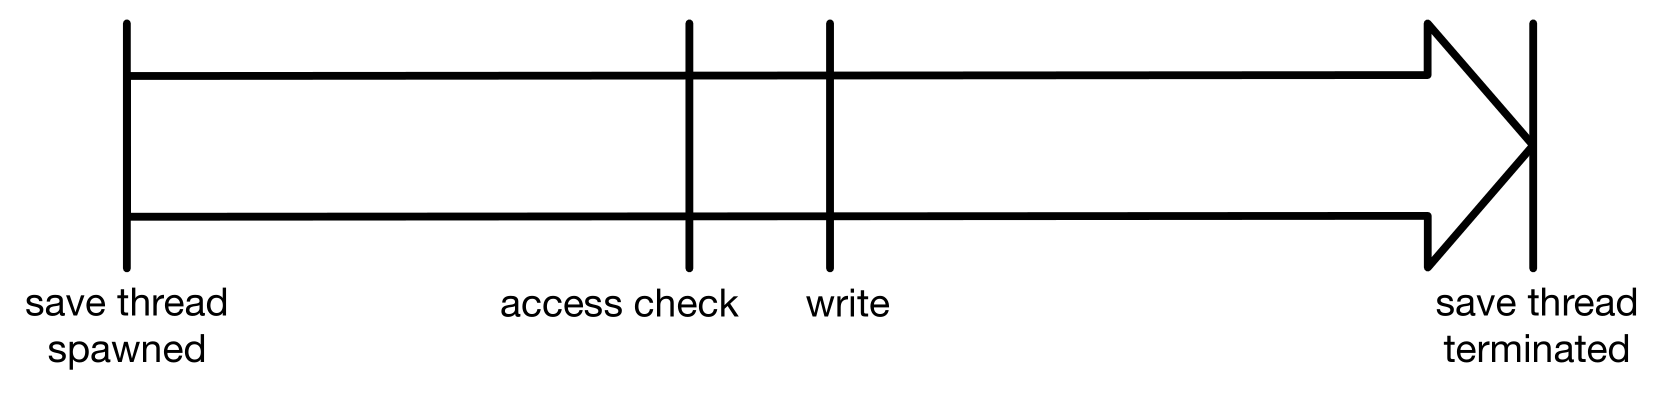 save thread
spawned
access check
write
save thread
terminated